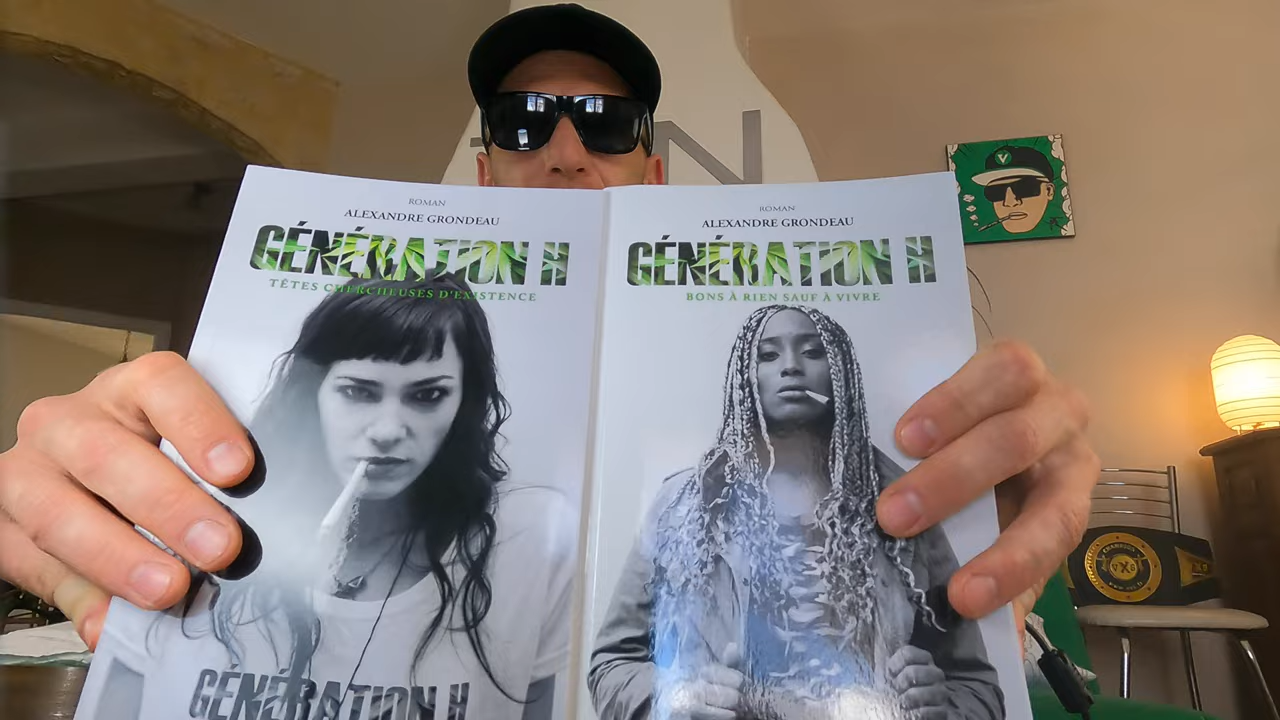 N
V
ROMAN
ALEXANDRE GRONDEAU
GÉNÉRATION H
TÊTES CHERCHEUSES D'EXISTENCE
GÉNÉRATION H
ROMAN
ALEXANDRE GRONDEAU
GÉNÉRATION H
BONS À RIEN SAUF À VIVRE